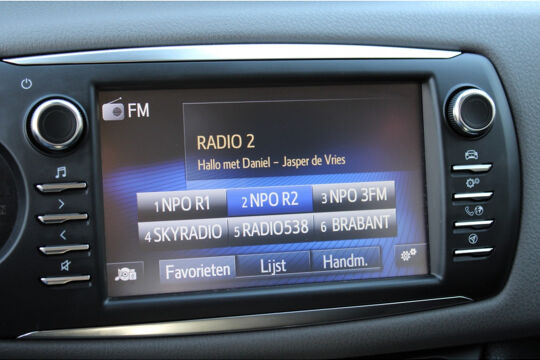 FM
RADIO 2
Hallo met Daniel - Jasper de Vries
1 NPO R1 2 NPO R2 3 NPO 3FM
4 SKYRADIO 5 RADIO538 6 BRABANT
Favorieten Lijst Handm.